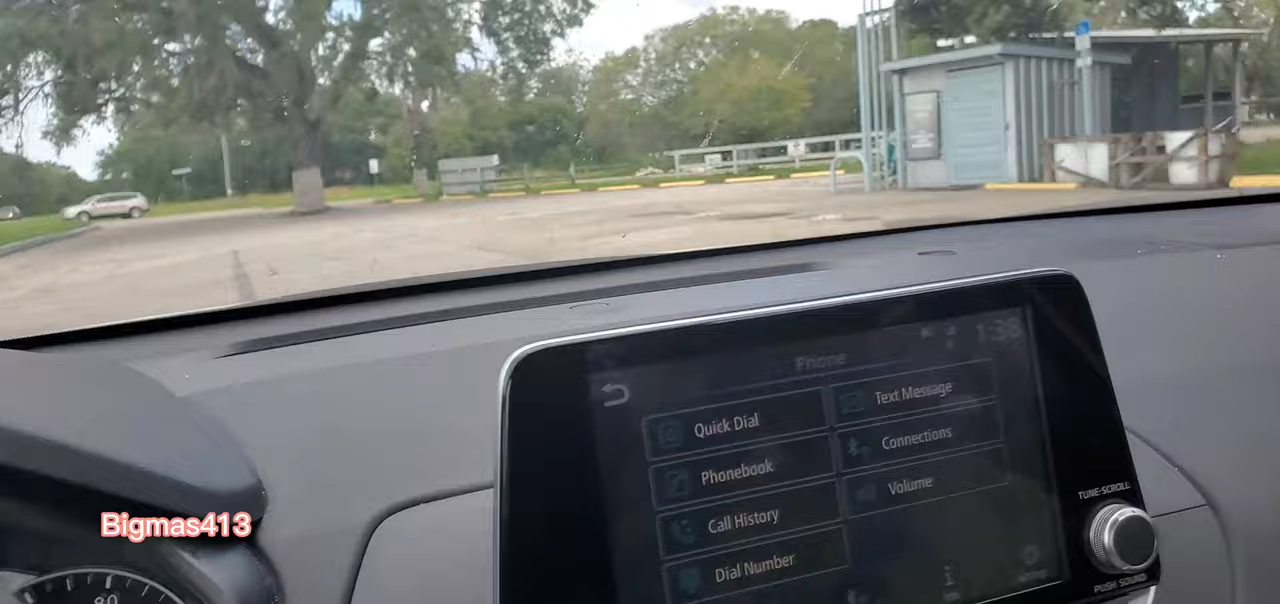 1:38
Phone
Quick Dial
Text Message
Phonebook
Connections
Call History
Volume
Dial Number
TUNE·SCROLL
PUSH SOUND
Bigmas413
80